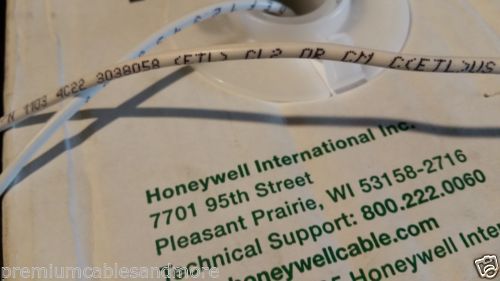 N 1103 4C22 3038058 (ETL) CL2 OR CM C(ETL)US
Honeywell International Inc.
7701 95th Street
Pleasant Prairie, WI 53158-2716
Technical Support: 800.222.0060
honeywellcable.com
Honeywell Inter
premiumcablesandmore
ebay